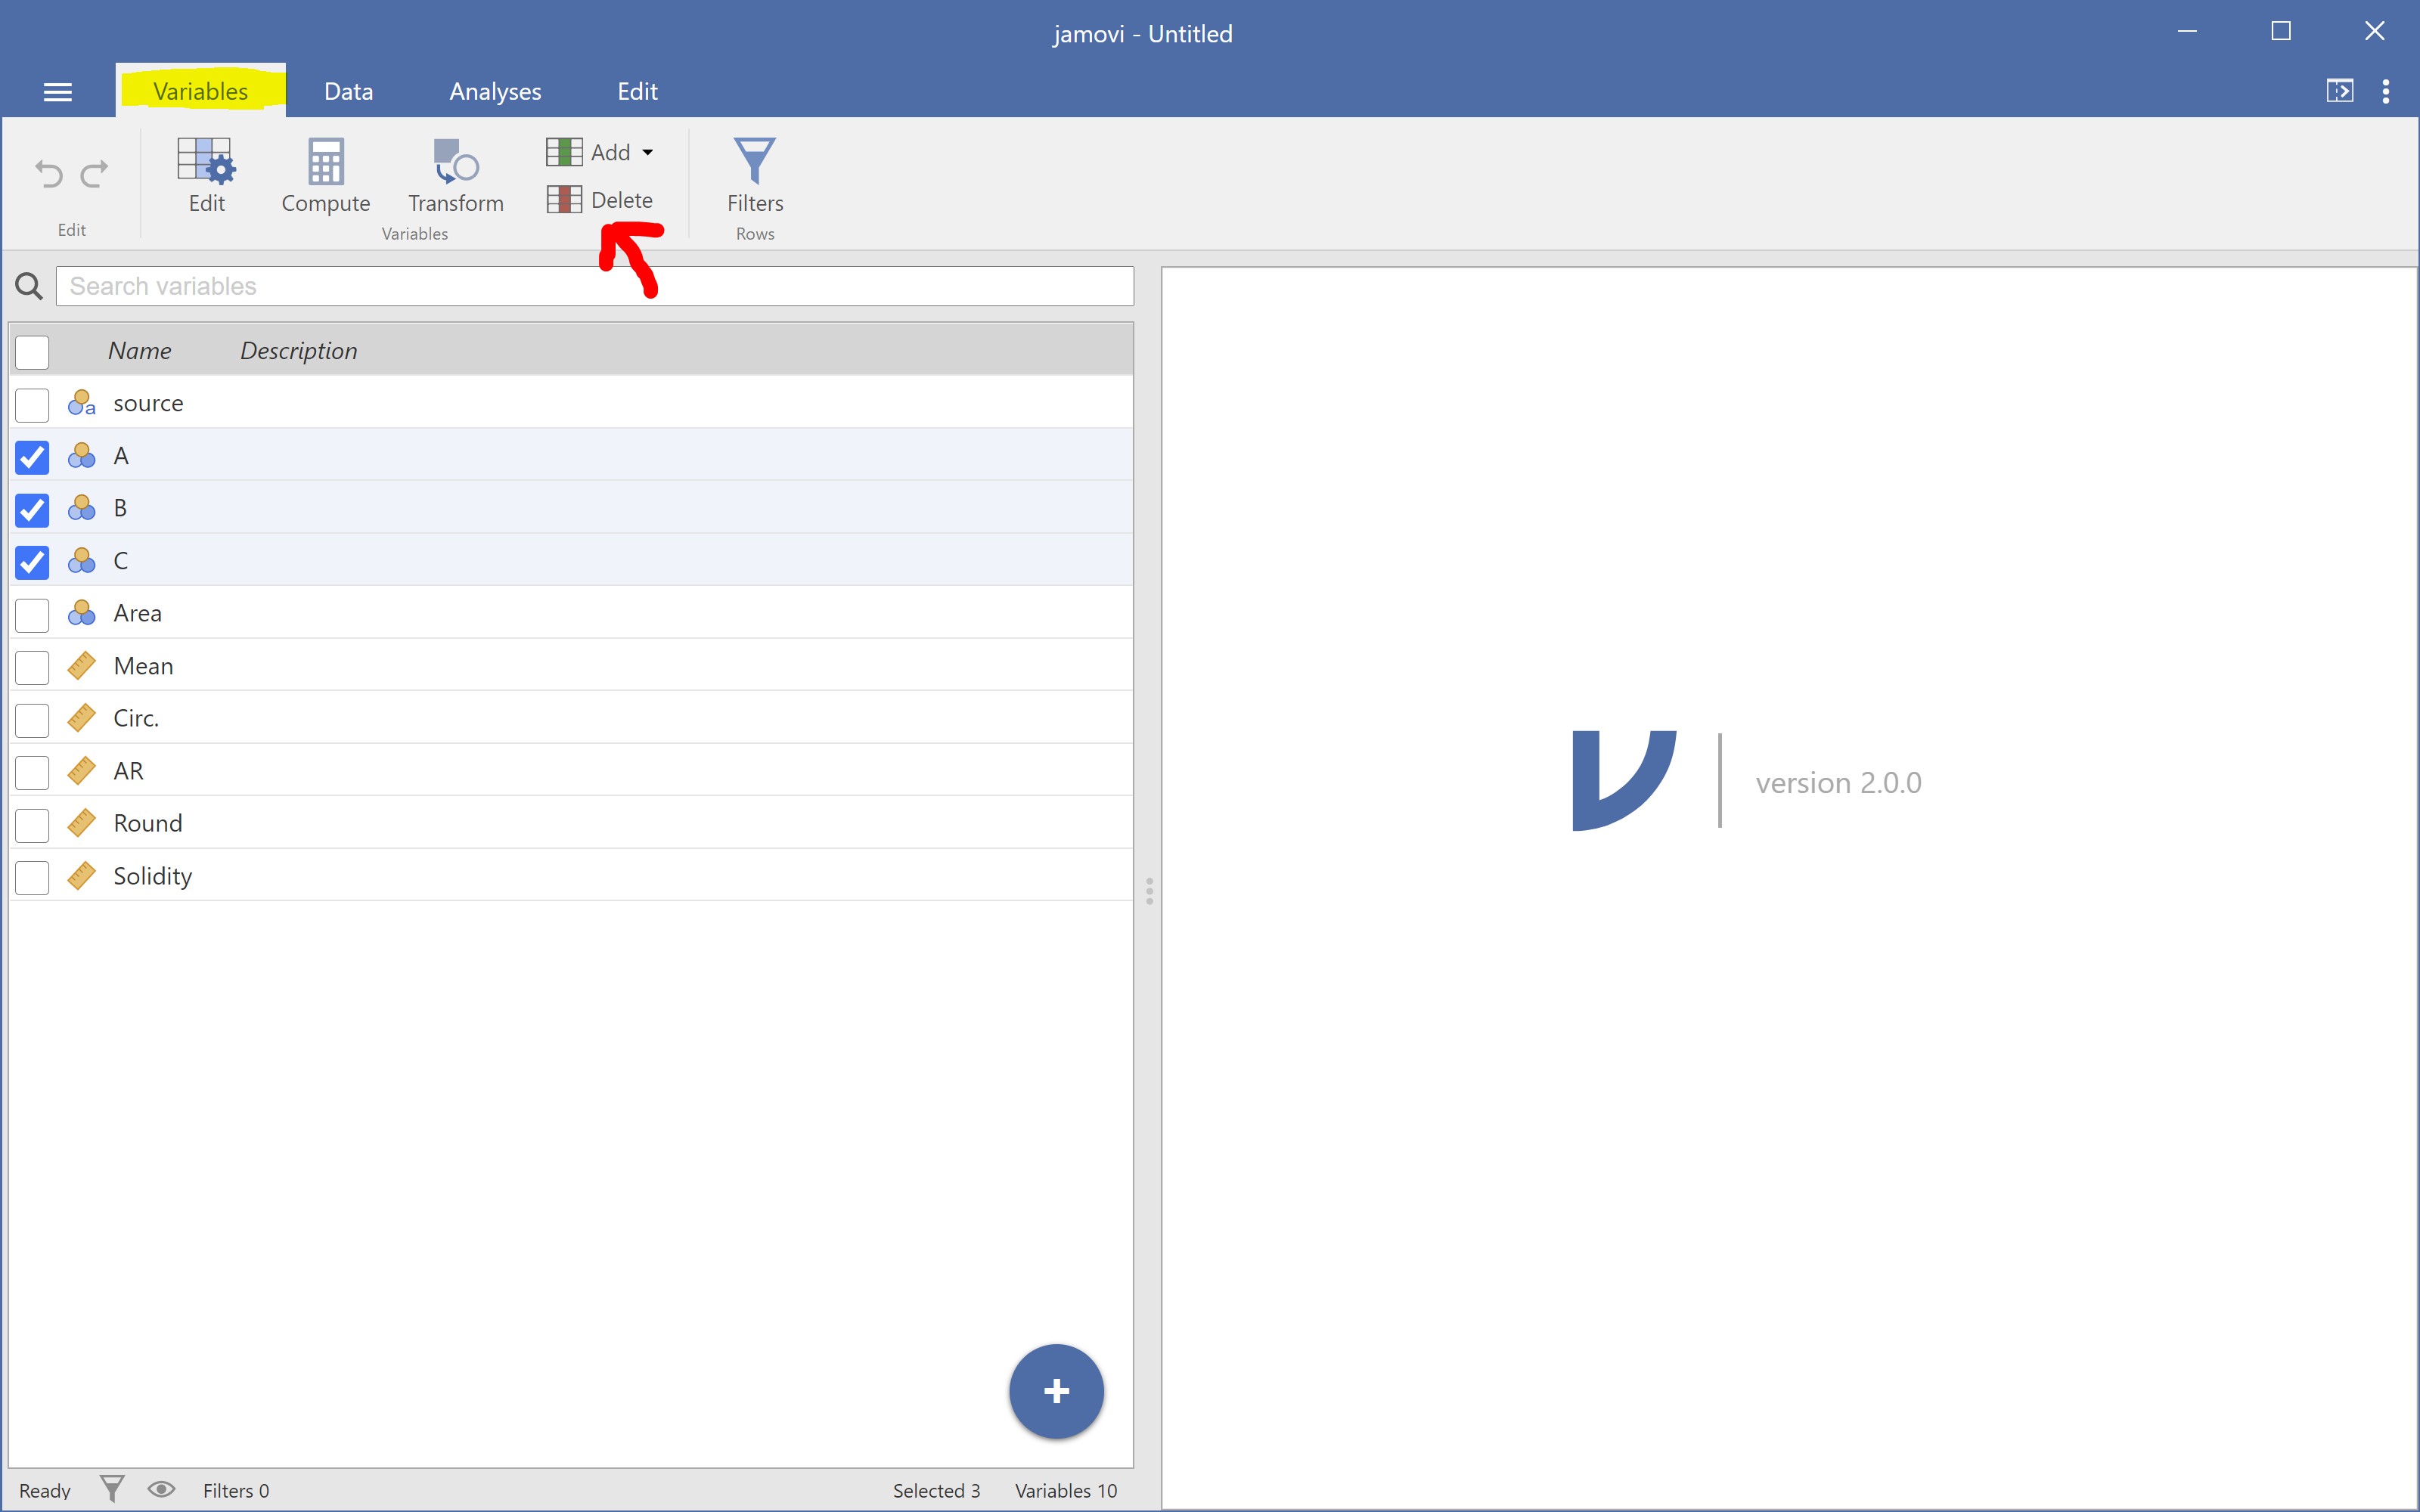 jamovi - Untitled
Variables Data Analyses Edit
Add
Delete
Edit Compute Transform Filters
Edit Variables Rows
Search variables
Name Description
source
A
B
C
Area
Mean
Circ.
AR
Round
Solidity
version 2.0.0
Ready Filters 0 Selected 3 Variables 10